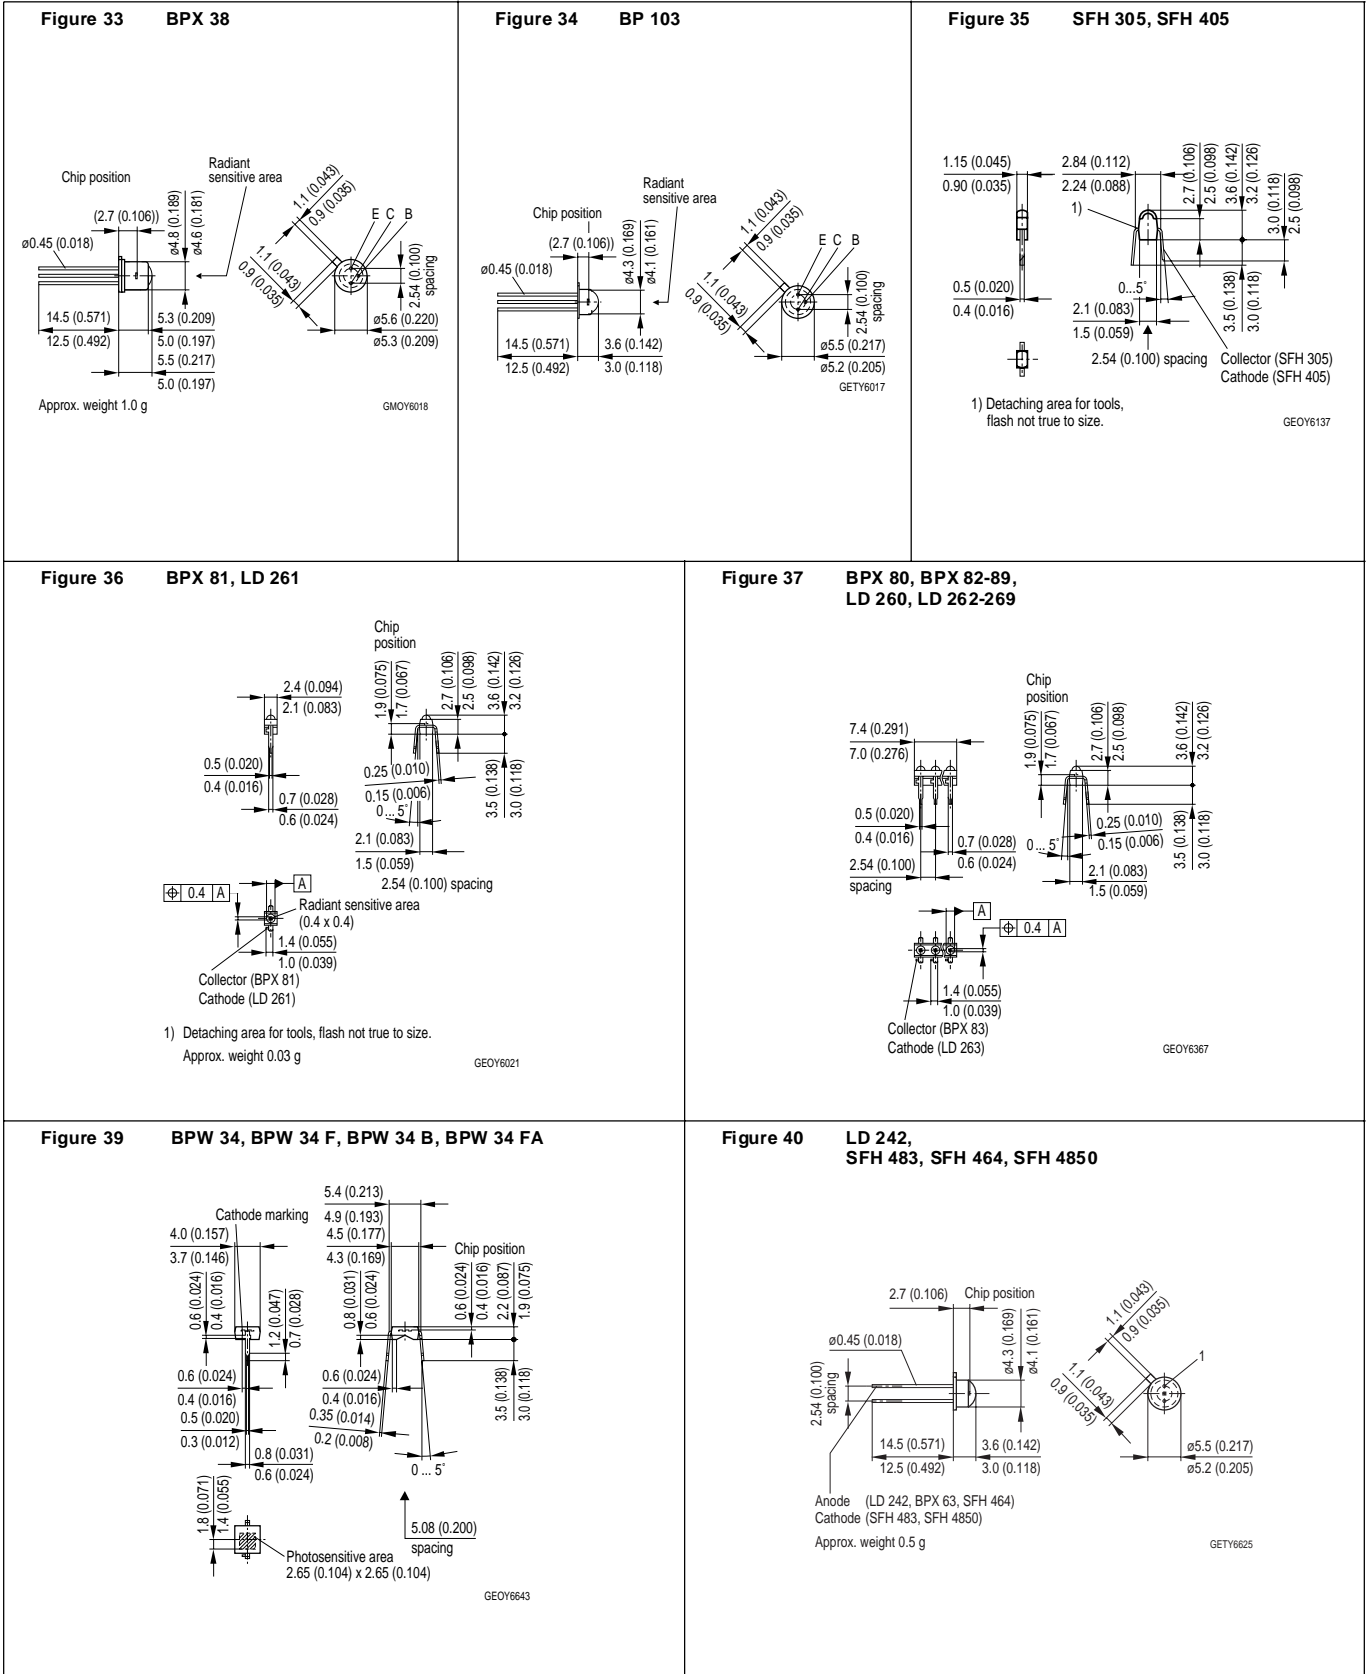 Figure 33 BPX 38
Chip position
Radiant
sensitive area
(2.7 (0.106))
ø4.8 (0.189)
ø4.6 (0.181)
ø0.45 (0.018)
14.5 (0.571)
12.5 (0.492)
5.3 (0.209)
5.0 (0.197)
5.5 (0.217)
5.0 (0.197)
1.1 (0.043)
0.9 (0.035)
1.1 (0.043)
0.9 (0.035)
E C B
2.54 (0.100)
spacing
ø5.6 (0.220)
ø5.3 (0.209)
Approx. weight 1.0 g
GMOY6018
Figure 34 BP 103
Radiant
sensitive area
Chip position
(2.7 (0.106))
ø4.3 (0.169)
ø4.1 (0.161)
ø0.45 (0.018)
14.5 (0.571)
12.5 (0.492)
3.6 (0.142)
3.0 (0.118)
1.1 (0.043)
0.9 (0.035)
1.1 (0.043)
0.9 (0.035)
E C B
2.54 (0.100)
spacing
ø5.5 (0.217)
ø5.2 (0.205)
GETY6017
Figure 35 SFH 305, SFH 405
1.15 (0.045)
0.90 (0.035)
2.84 (0.112)
2.24 (0.088)
2.7 (0.106)
2.5 (0.098)
3.6 (0.142)
3.2 (0.126)
3.0 (0.118)
2.5 (0.098)
1)
0.5 (0.020)
0.4 (0.016)
0...5°
2.1 (0.083)
1.5 (0.059)
3.5 (0.138)
3.0 (0.118)
2.54 (0.100) spacing
Collector (SFH 305)
Cathode (SFH 405)
1) Detaching area for tools,
flash not true to size.
GEOY6137
Figure 36 BPX 81, LD 261
Chip
position
2.4 (0.094)
2.1 (0.083)
1.9 (0.075)
1.7 (0.067)
2.7 (0.106)
2.5 (0.098)
3.6 (0.142)
3.2 (0.126)
0.5 (0.020)
0.4 (0.016)
0.7 (0.028)
0.6 (0.024)
0.25 (0.010)
0.15 (0.006)
0 ... 5°
3.5 (0.138)
3.0 (0.118)
2.1 (0.083)
1.5 (0.059)
2.54 (0.100) spacing
⌖ 0.4 A
A
Radiant sensitive area
(0.4 x 0.4)
1.4 (0.055)
1.0 (0.039)
Collector (BPX 81)
Cathode (LD 261)
1) Detaching area for tools, flash not true to size.
Approx. weight 0.03 g
GEOY6021
Figure 37 BPX 80, BPX 82-89,
LD 260, LD 262-269
Chip
position
7.4 (0.291)
7.0 (0.276)
1.9 (0.075)
1.7 (0.067)
2.7 (0.106)
2.5 (0.098)
3.6 (0.142)
3.2 (0.126)
0.5 (0.020)
0.4 (0.016)
0.7 (0.028)
0.6 (0.024)
2.54 (0.100)
spacing
0 ... 5°
0.25 (0.010)
0.15 (0.006)
3.5 (0.138)
3.0 (0.118)
2.1 (0.083)
1.5 (0.059)
A
⌖ 0.4 A
1.4 (0.055)
1.0 (0.039)
Collector (BPX 83)
Cathode (LD 263)
GEOY6367
Figure 39 BPW 34, BPW 34 F, BPW 34 B, BPW 34 FA
Cathode marking
4.0 (0.157)
3.7 (0.146)
5.4 (0.213)
4.9 (0.193)
4.5 (0.177)
4.3 (0.169)
Chip position
0.6 (0.024)
0.4 (0.016)
1.2 (0.047)
0.7 (0.028)
0.8 (0.031)
0.6 (0.024)
0.6 (0.024)
0.4 (0.016)
2.2 (0.087)
1.9 (0.075)
0.6 (0.024)
0.4 (0.016)
0.5 (0.020)
0.3 (0.012)
0.8 (0.031)
0.6 (0.024)
0.6 (0.024)
0.4 (0.016)
0.35 (0.014)
0.2 (0.008)
3.5 (0.138)
3.0 (0.118)
0 ... 5°
1.8 (0.071)
1.4 (0.055)
5.08 (0.200)
spacing
Photosensitive area
2.65 (0.104) x 2.65 (0.104)
GEOY6643
Figure 40 LD 242,
SFH 483, SFH 464, SFH 4850
2.7 (0.106)
Chip position
ø0.45 (0.018)
ø4.3 (0.169)
ø4.1 (0.161)
2.54 (0.100)
spacing
14.5 (0.571)
12.5 (0.492)
3.6 (0.142)
3.0 (0.118)
1.1 (0.043)
0.9 (0.035)
1.1 (0.043)
0.9 (0.035)
1
ø5.5 (0.217)
ø5.2 (0.205)
Anode (LD 242, BPX 63, SFH 464)
Cathode (SFH 483, SFH 4850)
Approx. weight 0.5 g
GETY6625